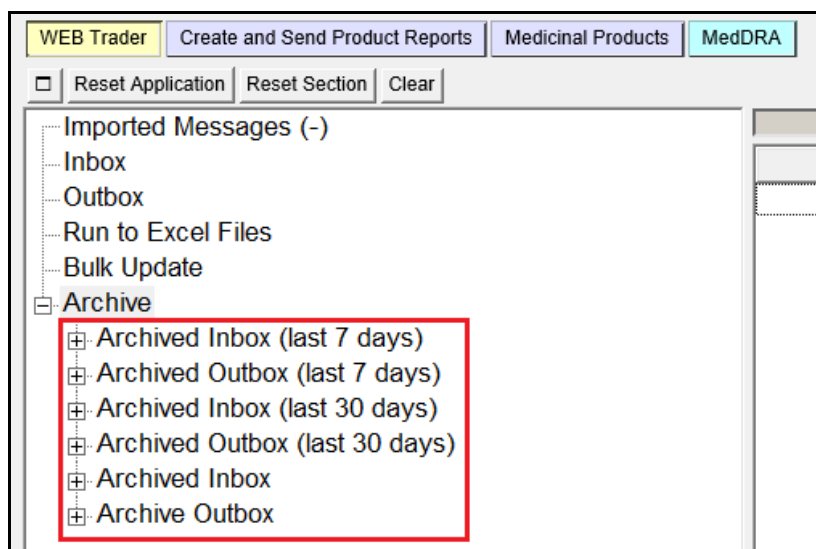 WEB Trader Create and Send Product Reports Medicinal Products MedDRA
Reset Application Reset Section Clear
Imported Messages (-)
Inbox
Outbox
Run to Excel Files
Bulk Update
Archive
Archived Inbox (last 7 days)
Archived Outbox (last 7 days)
Archived Inbox (last 30 days)
Archived Outbox (last 30 days)
Archived Inbox
Archive Outbox